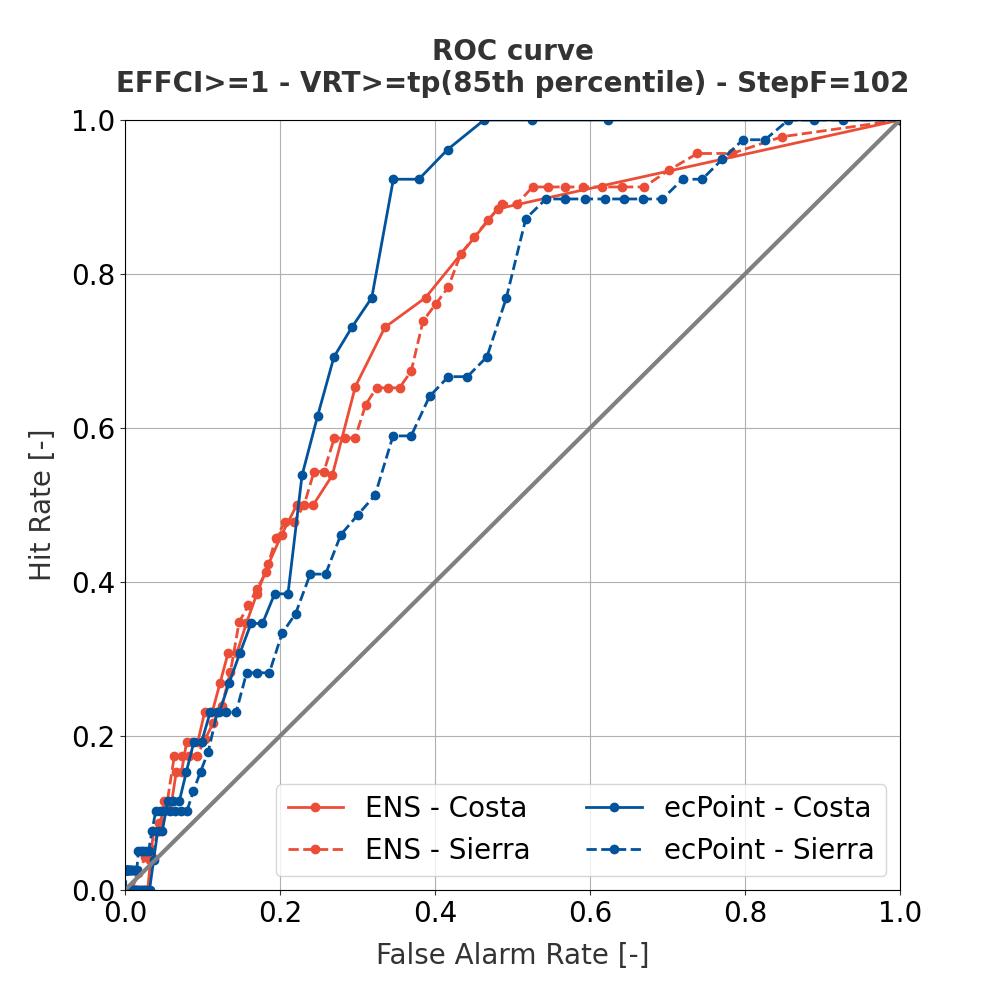 ROC curve
EFFCI>=1 - VRT>=tp(85th percentile) - StepF=102
1.0
0.8
0.6
0.4
0.2
0.0
Hit Rate [-]
ENS - Costa
ENS - Sierra
ecPoint - Costa
ecPoint - Sierra
0.0 0.2 0.4 0.6 0.8 1.0
False Alarm Rate [-]